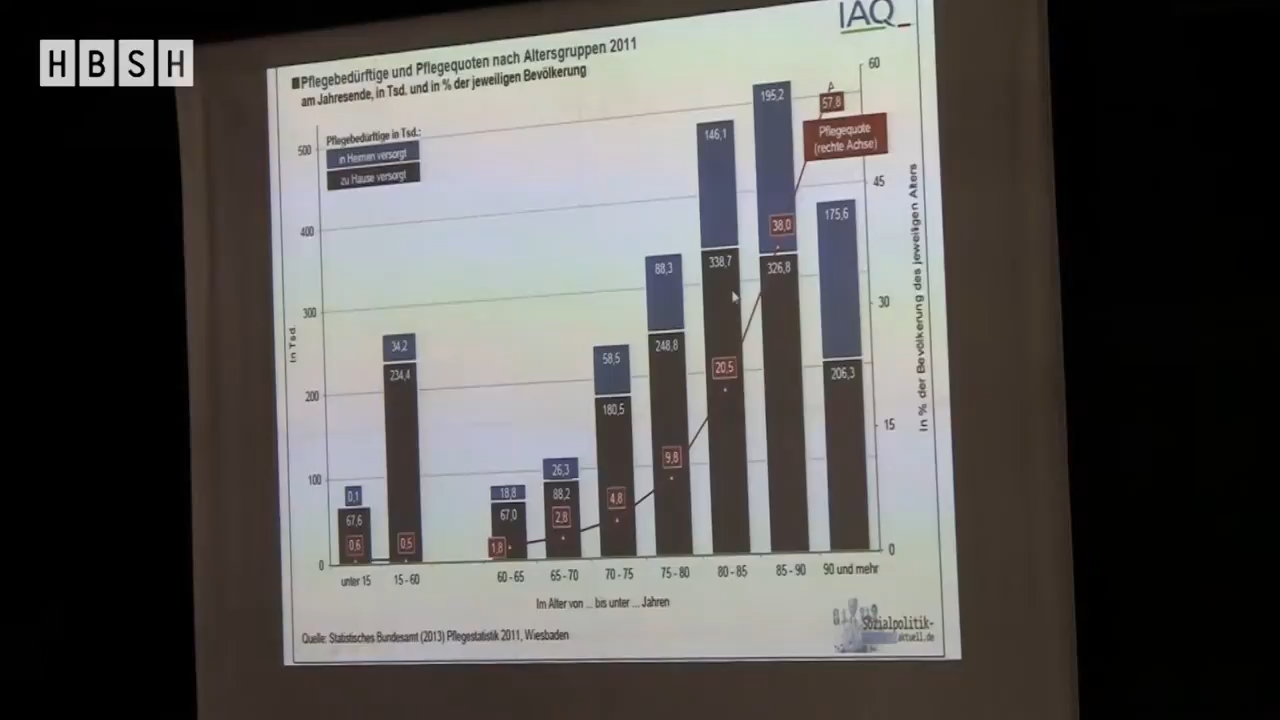 HBSH
IAQ_
Pflegebedürftige und Pflegequoten nach Altersgruppen 2011
am Jahresende, in Tsd. und in % der jeweiligen Bevölkerung
Pflegebedürftige in Tsd.:
in Heimen versorgt
zu Hause versorgt
Pflegequote
(rechte Achse)
500
400
300
200
100
0
In Tsd.
60
45
30
15
0
In % der Bevölkerung des jeweiligen Alters
0,1
67,6
0,6
34,2
234,4
0,5
18,8
67,0
1,8
26,3
88,2
2,8
58,5
180,5
4,8
88,3
248,8
9,8
146,1
338,7
20,5
195,2
38,0
326,8
57,8
175,6
206,3
unter 15 15 - 60 60 - 65 65 - 70 70 - 75 75 - 80 80 - 85 85 - 90 90 und mehr
Im Alter von ... bis unter ... Jahren
Quelle: Statistisches Bundesamt (2013) Pflegestatistik 2011, Wiesbaden
Sozialpolitik-
aktuell.de